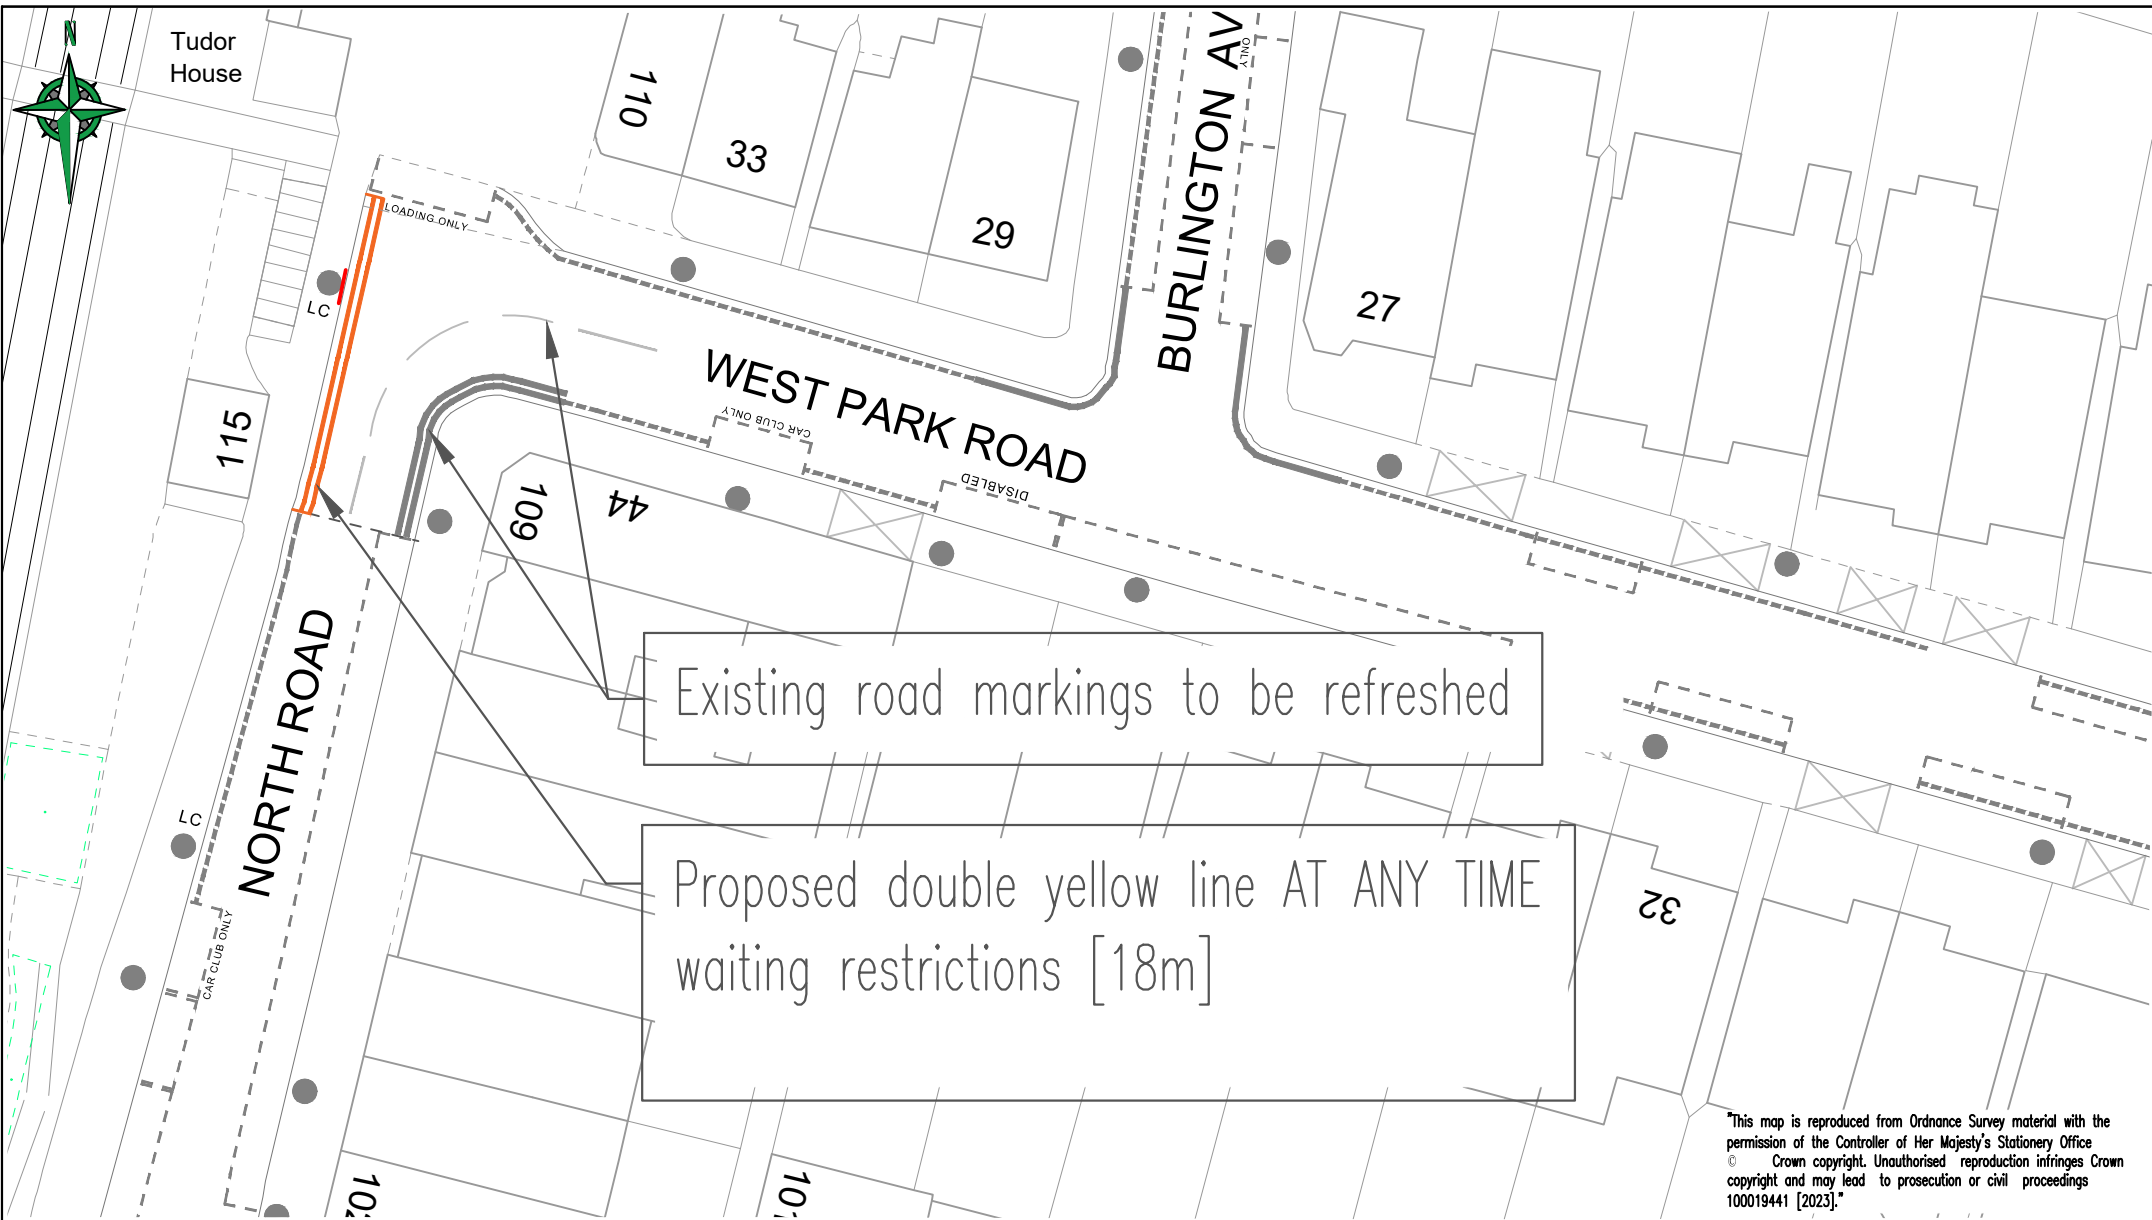 N
Tudor
House
110
33
29
BURLINGTON AV
ONLY
27
LOADING ONLY
LC
WEST PARK ROAD
CAR CLUB ONLY
DISABLED
115
109
44
NORTH ROAD
Existing road markings to be refreshed
LC
CAR CLUB ONLY
Proposed double yellow line AT ANY TIME
waiting restrictions [18m]
32
102
101
"This map is reproduced from Ordnance Survey material with the
permission of the Controller of Her Majesty's Stationery Office
© Crown copyright. Unauthorised reproduction infringes Crown
copyright and may lead to prosecution or civil proceedings
100019441 [2023]."